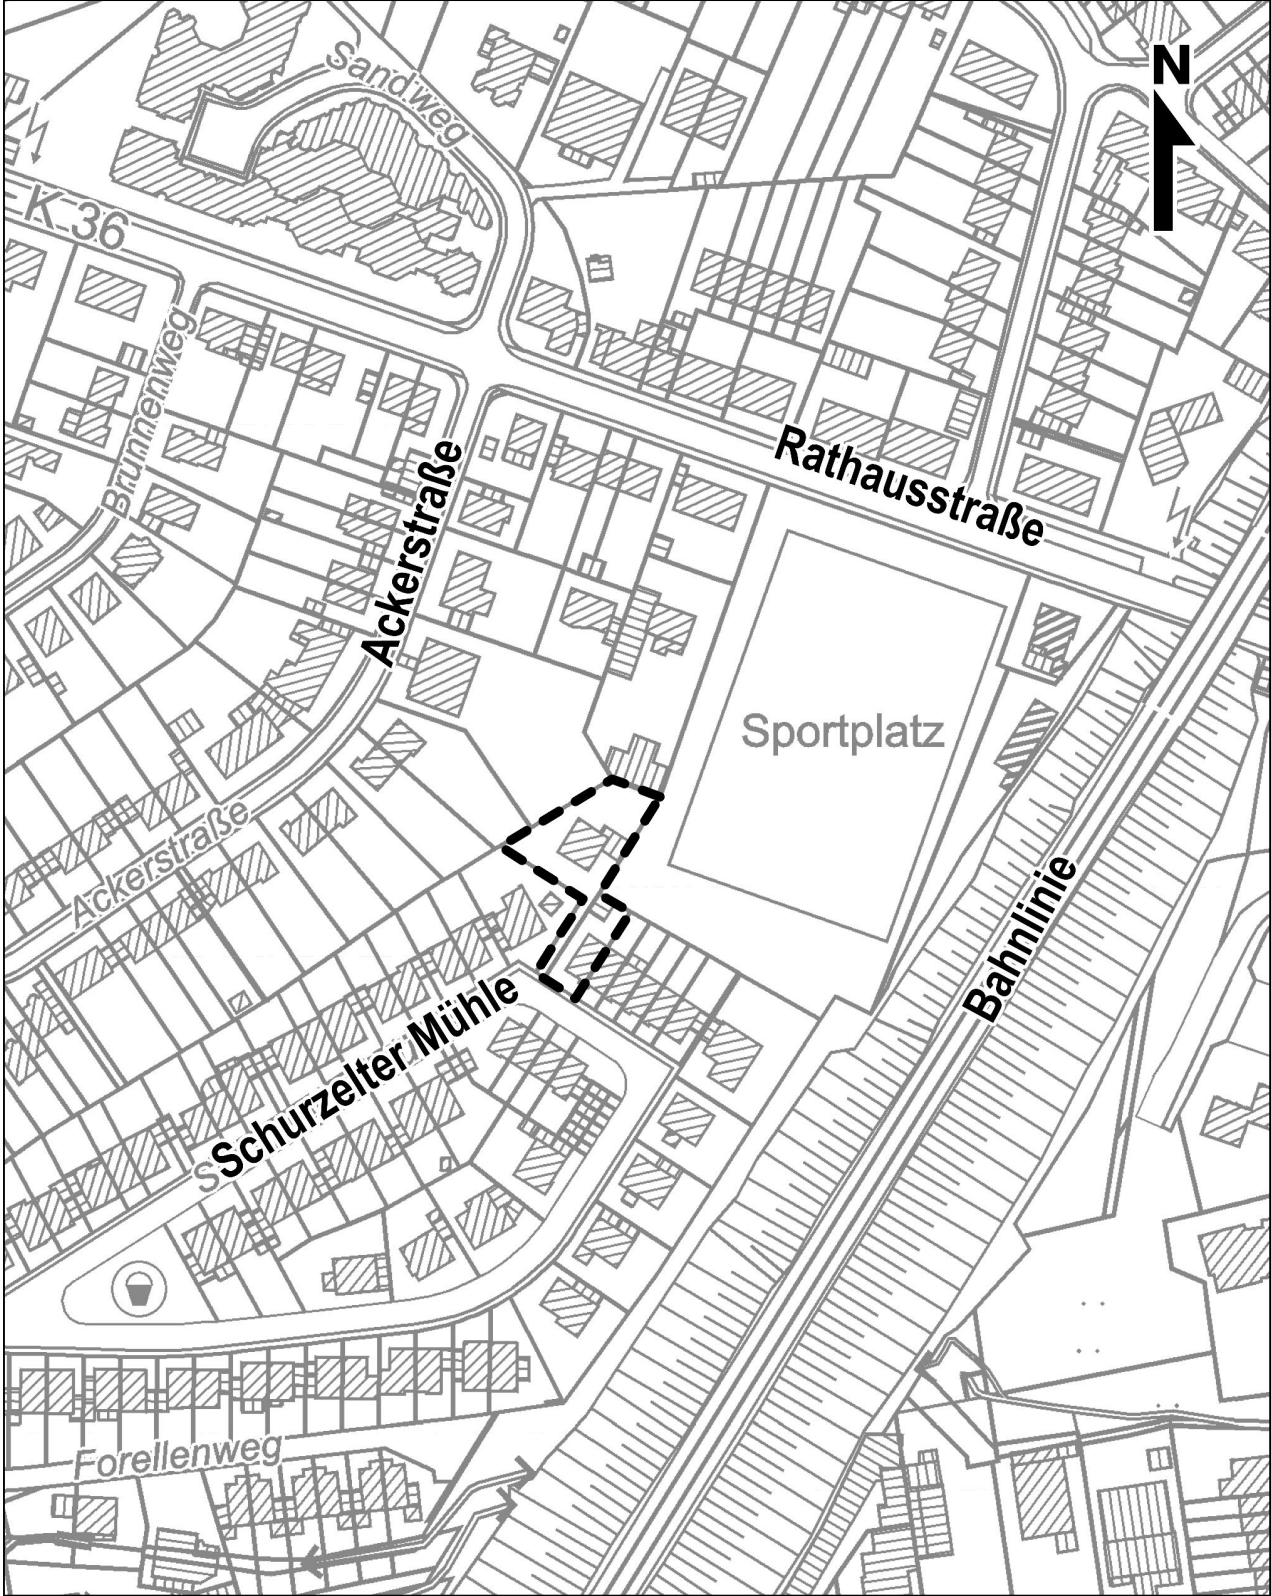 Sandweg
N
K 36
Brunnenweg
Rathausstraße
Ackerstraße
Sportplatz
Ackerstraße
Bahnlinie
S
Schurzelter Mühle
Forellenweg